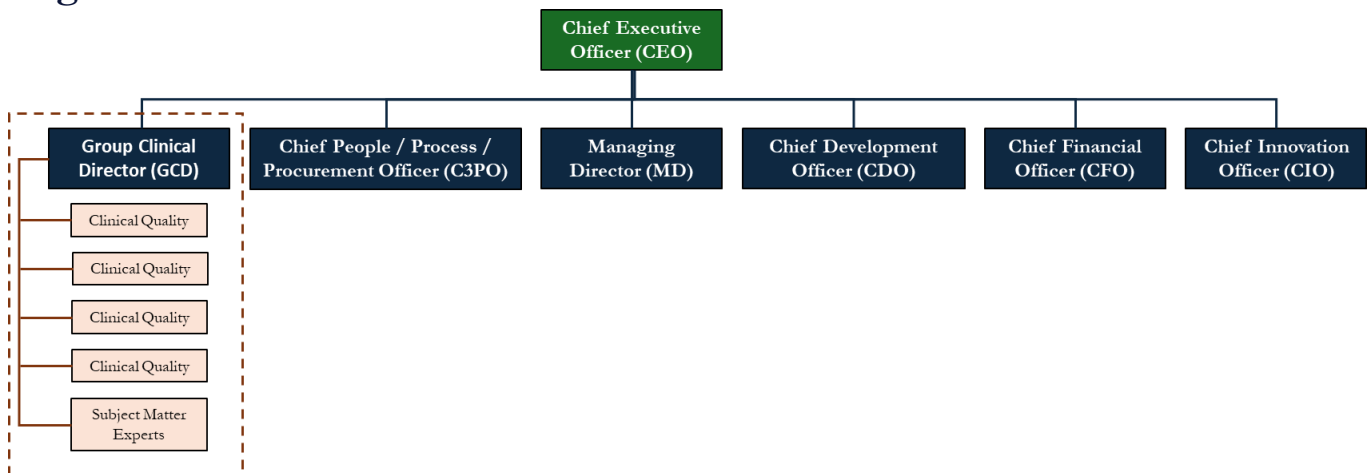 Chief Executive
Officer (CEO)
Group Clinical
Director (GCD)
Chief People / Process /
Procurement Officer (C3PO)
Managing
Director (MD)
Chief Development
Officer (CDO)
Chief Financial
Officer (CFO)
Chief Innovation
Officer (CIO)
Clinical Quality
Clinical Quality
Clinical Quality
Clinical Quality
Subject Matter
Experts